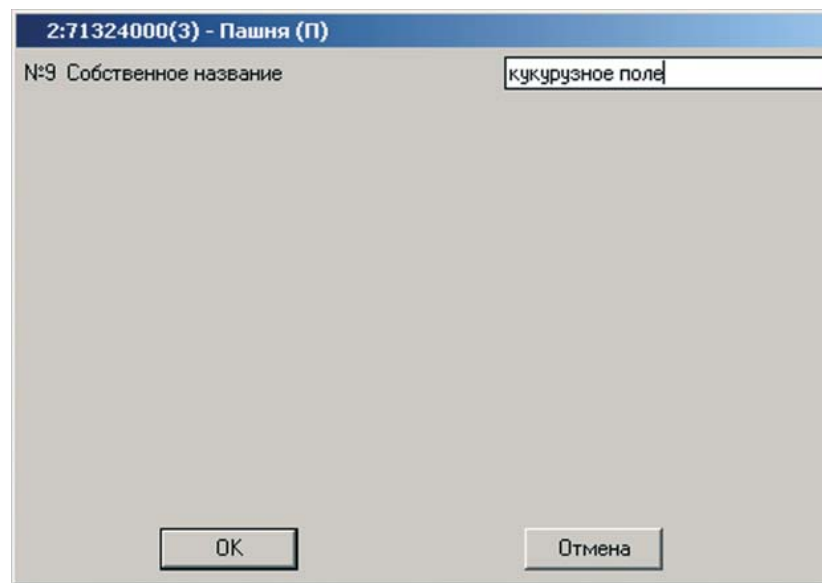 2:71324000(3) - Пашня (П)
№9 Собственное название кукурузное поле
OK Отмена